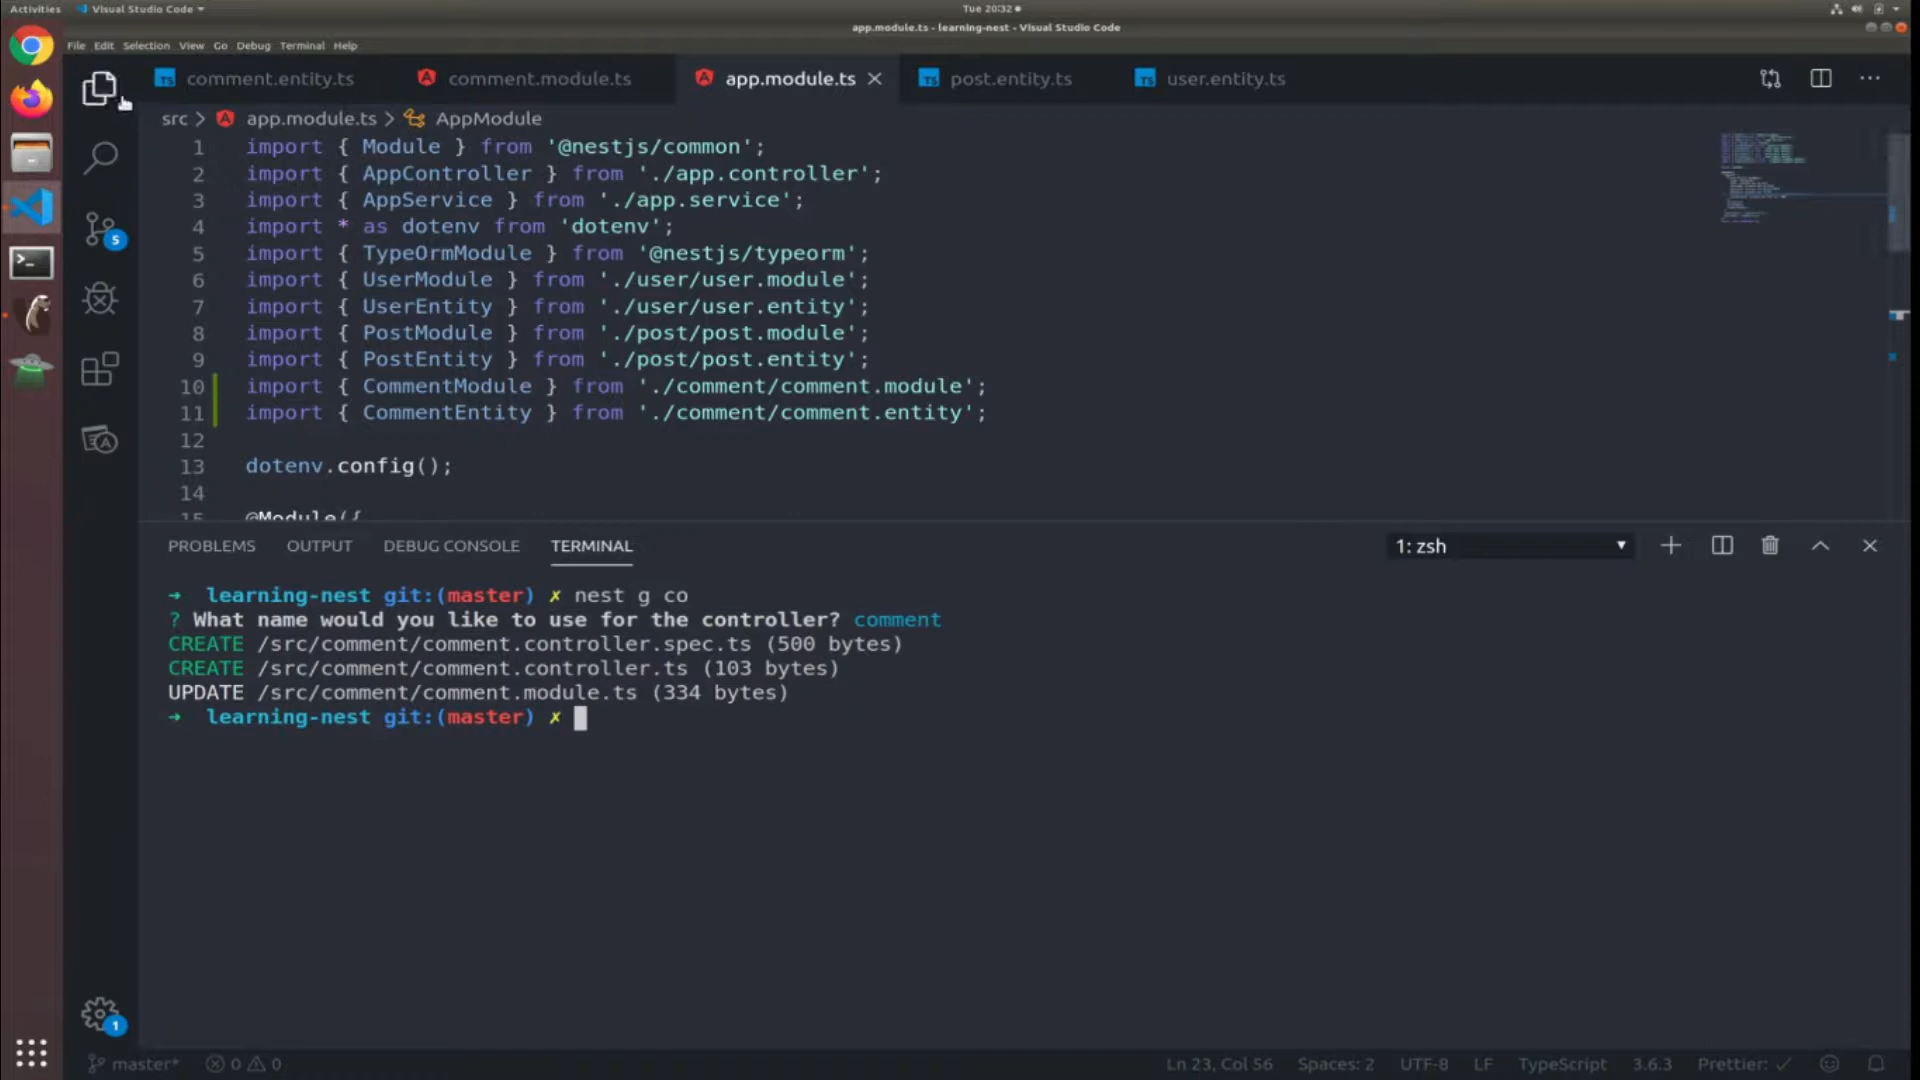 Activities Visual Studio Code
Tue 20:32
app.module.ts - learning-nest - Visual Studio Code
File Edit Selection View Go Debug Terminal Help
comment.entity.ts comment.module.ts app.module.ts post.entity.ts user.entity.ts
src > app.module.ts > AppModule
1 import { Module } from '@nestjs/common';
2 import { AppController } from './app.controller';
3 import { AppService } from './app.service';
4 import * as dotenv from 'dotenv';
5 import { TypeOrmModule } from '@nestjs/typeorm';
6 import { UserModule } from './user/user.module';
7 import { UserEntity } from './user/user.entity';
8 import { PostModule } from './post/post.module';
9 import { PostEntity } from './post/post.entity';
10 import { CommentModule } from './comment/comment.module';
11 import { CommentEntity } from './comment/comment.entity';
12
13 dotenv.config();
14
15 @Module({
5
PROBLEMS OUTPUT DEBUG CONSOLE TERMINAL 1: zsh
→ learning-nest git:(master) ✗ nest g co
? What name would you like to use for the controller? comment
CREATE /src/comment/comment.controller.spec.ts (500 bytes)
CREATE /src/comment/comment.controller.ts (103 bytes)
UPDATE /src/comment/comment.module.ts (334 bytes)
→ learning-nest git:(master) ✗
1
master* 0 0 Ln 23, Col 56 Spaces: 2 UTF-8 LF TypeScript 3.6.3 Prettier: ✓